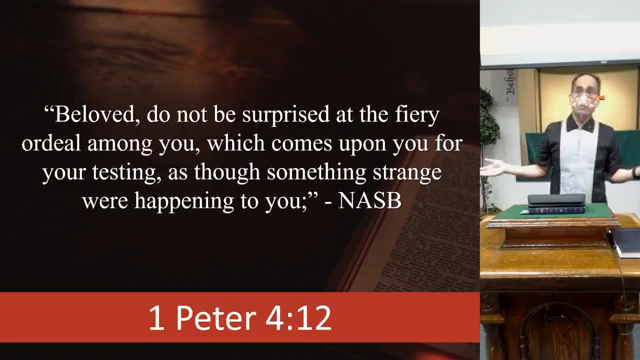 “Beloved, do not be surprised at the fiery
ordeal among you, which comes upon you for
your testing, as though something strange
were happening to you;” - NASB
1 Peter 4:12